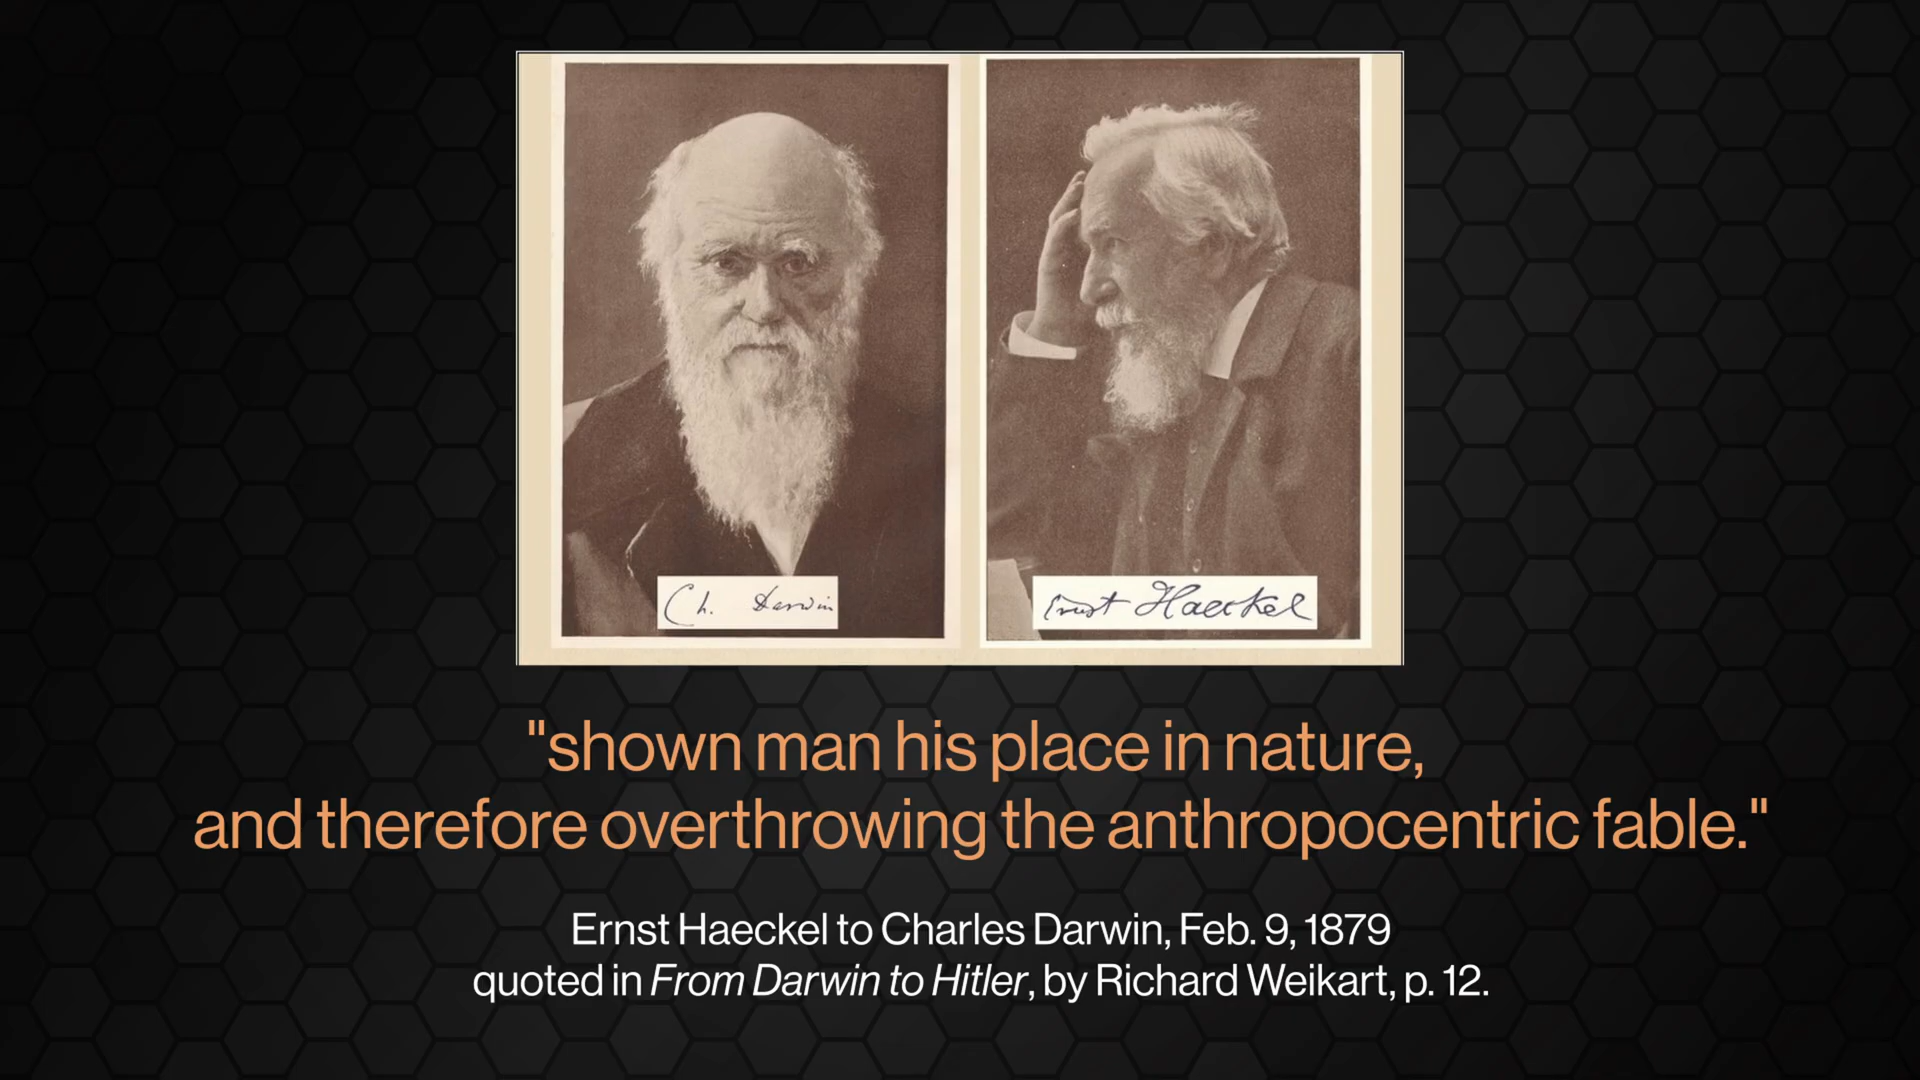 Ch. Darwin
Ernst Haeckel
"shown man his place in nature,
and therefore overthrowing the anthropocentric fable."
Ernst Haeckel to Charles Darwin, Feb. 9, 1879
quoted in From Darwin to Hitler, by Richard Weikart, p. 12.